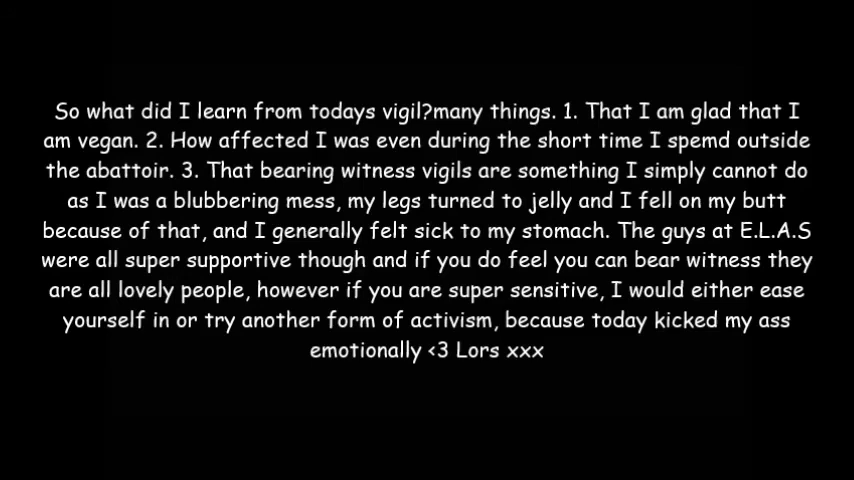 So what did I learn from todays vigil?many things. 1. That I am glad that I
am vegan. 2. How affected I was even during the short time I spemd outside
the abattoir. 3. That bearing witness vigils are something I simply cannot do
as I was a blubbering mess, my legs turned to jelly and I fell on my butt
because of that, and I generally felt sick to my stomach. The guys at E.L.A.S
were all super supportive though and if you do feel you can bear witness they
are all lovely people, however if you are super sensitive, I would either ease
yourself in or try another form of activism, because today kicked my ass
emotionally <3 Lors xxx